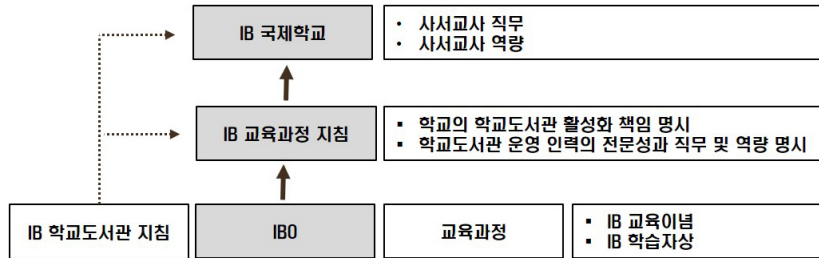 IB 국제학교
▪ 사서교사 직무
▪ 사서교사 역량
IB 교육과정 지침
▪ 학교의 학교도서관 활성화 책임 명시
▪ 학교도서관 운영 인력의 전문성과 직무 및 역량 명시
IB 학교도서관 지침
IBO
교육과정
▪ IB 교육이념
▪ IB 학습자상